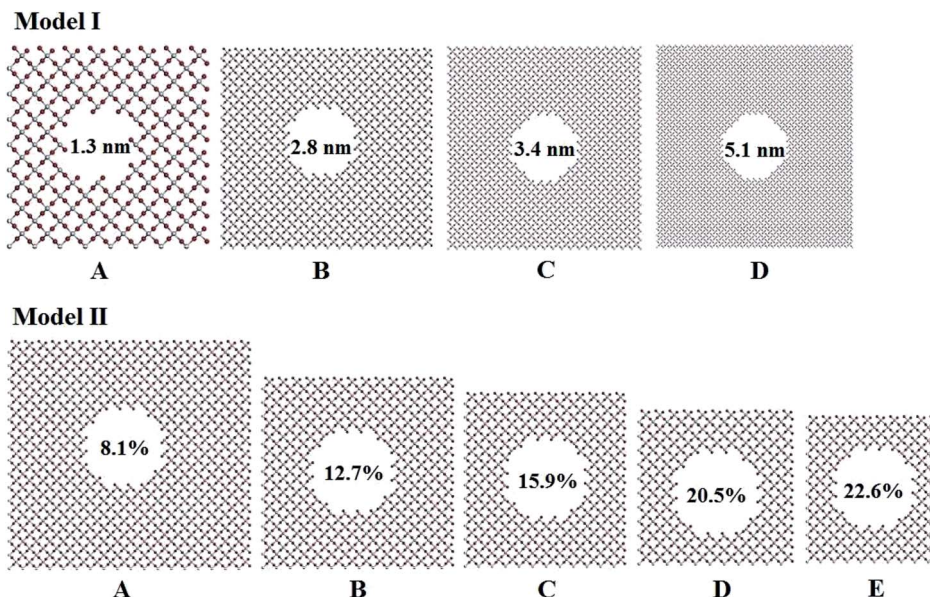 Model I
1.3 nm 2.8 nm 3.4 nm 5.1 nm
A B C D
Model II
8.1% 12.7% 15.9% 20.5% 22.6%
A B C D E